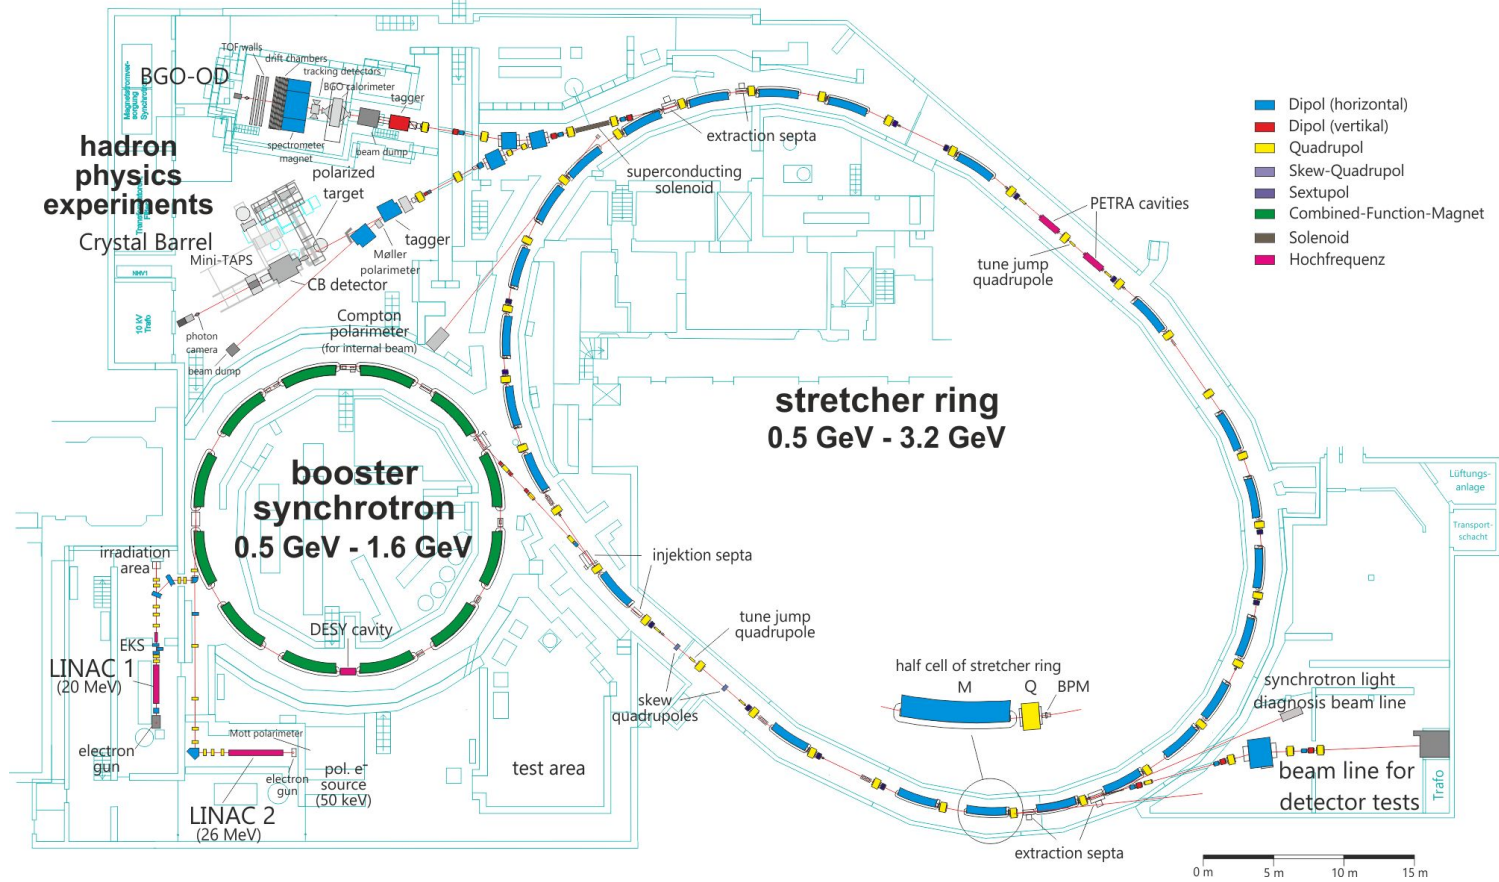 TOF walls
drift chambers
tracking detectors
BGO calorimeter
BGO-OD
tagger
spectrometer
magnet
beam dump
Magnetstromver-
sorgung
hadron
physics
experiments
polarized
target
Crystal Barrel
Mini-TAPS
CB detector
tagger
Møller
polarimeter
HHV1
10 kV
Trafo
photon
camera
beam dump
Compton
polarimeter
(for internal beam)
extraction septa
superconducting
solenoid
PETRA cavities
tune jump
quadrupole
Dipol (horizontal)
Dipol (vertikal)
Quadrupol
Skew-Quadrupol
Sextupol
Combined-Function-Magnet
Solenoid
Hochfrequenz
stretcher ring
0.5 GeV - 3.2 GeV
booster
synchrotron
0.5 GeV - 1.6 GeV
DESY cavity
irradiation
area
EKS
LINAC 1
(20 MeV)
electron
gun
Mott polarimeter
electron
gun
pol. e-
source
(50 keV)
LINAC 2
(26 MeV)
test area
injektion septa
tune jump
quadrupole
skew
quadrupoles
half cell of stretcher ring
M
Q
BPM
extraction septa
Lüftungs-
anlage
Transport-
schacht
synchrotron light
diagnosis beam line
beam line for
detector tests
Trafo
0 m
5 m
10 m
15 m